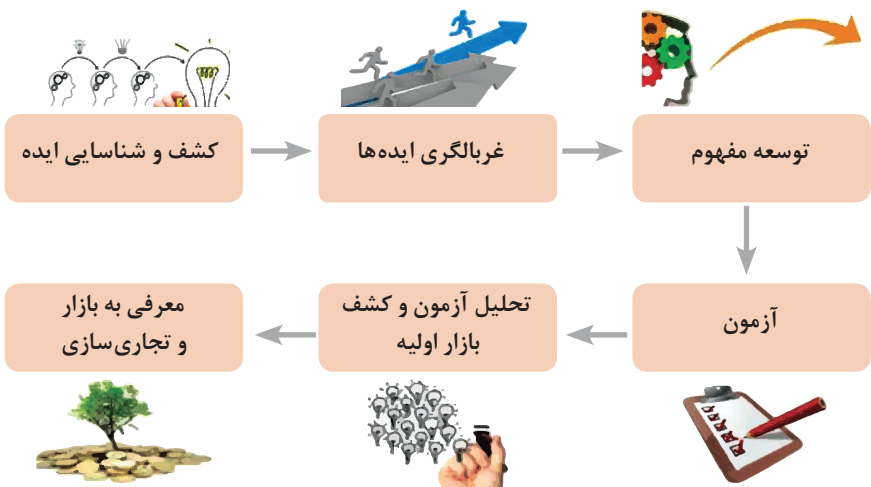 کشف و شناسایی ایده
غربالگری ایده‌ها
توسعه مفهوم
آزمون
تحلیل آزمون و کشف
بازار اولیه
معرفی به بازار
و تجاری‌سازی